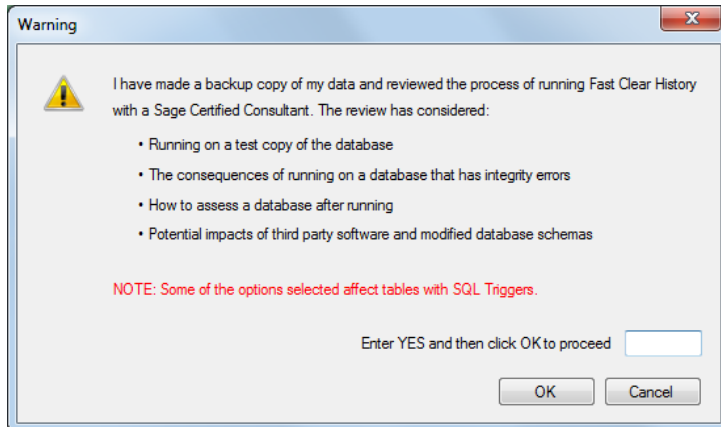 Warning
I have made a backup copy of my data and reviewed the process of running Fast Clear History
with a Sage Certified Consultant. The review has considered:
• Running on a test copy of the database
• The consequences of running on a database that has integrity errors
• How to assess a database after running
• Potential impacts of third party software and modified database schemas
NOTE: Some of the options selected affect tables with SQL Triggers.
Enter YES and then click OK to proceed
OK Cancel